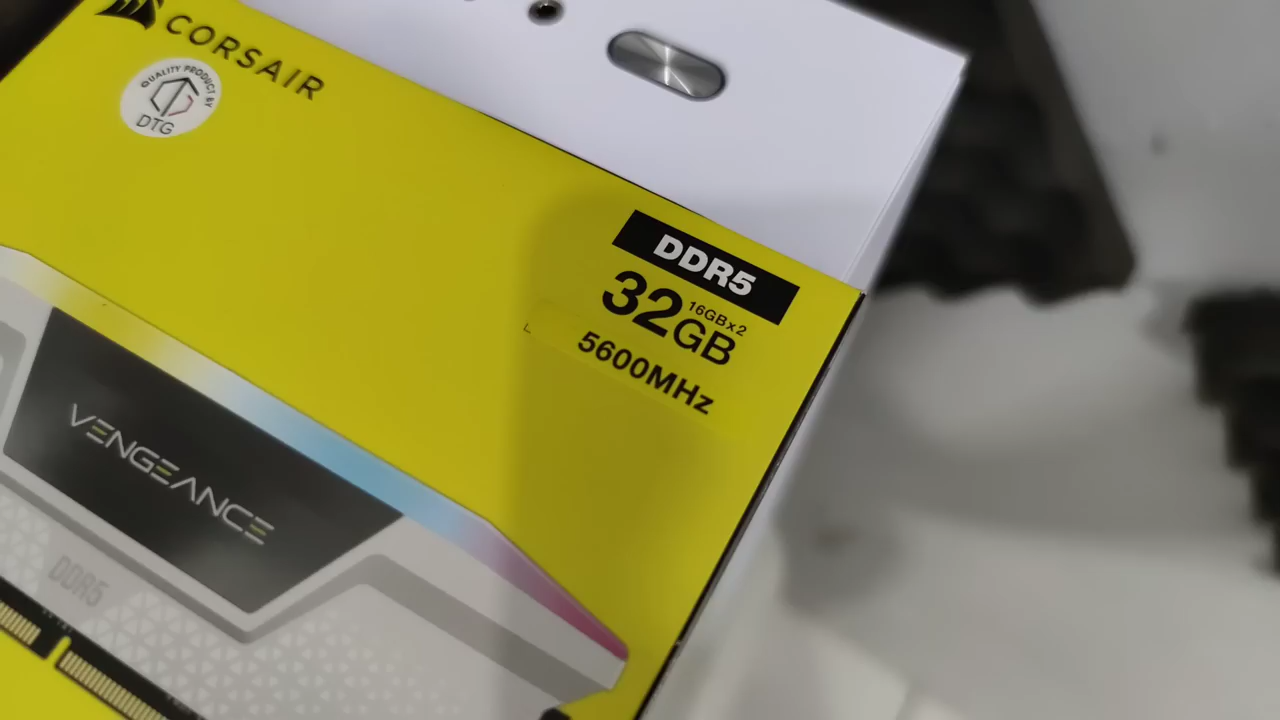 CORSAIR
QUALITY PRODUCT BY
DTG
DDR5
32GB 16GBx2
5600MHz
VENGEANCE
DDR5